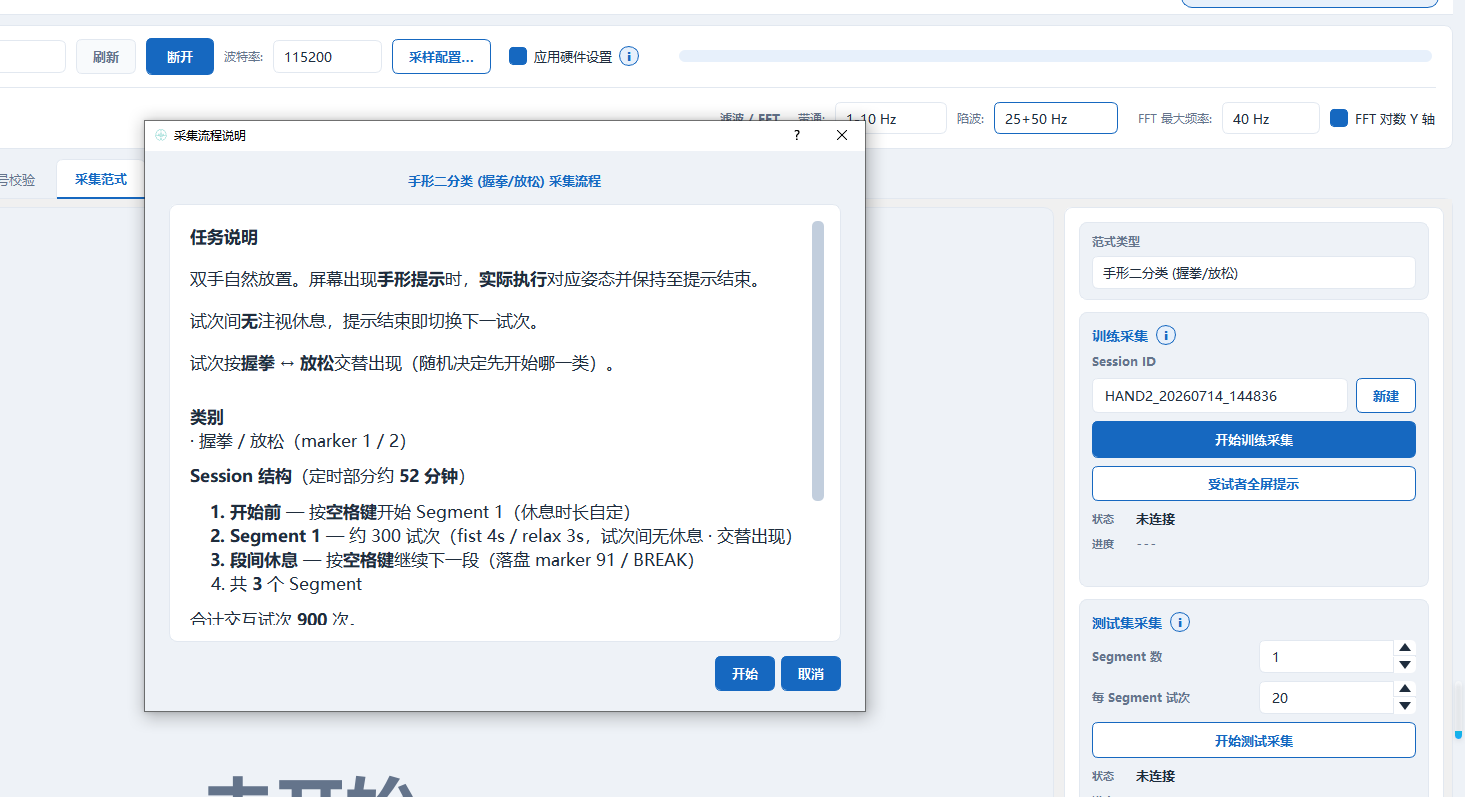 刷新
断开
波特率:
115200
采样配置...
应用硬件设置
i
带通:
1-10 Hz
陷波:
25+50 Hz
FFT 最大频率:
40 Hz
FFT 对数 Y 轴
号校验
采集范式
采集流程说明
?
手形二分类 (握拳/放松) 采集流程
任务说明
双手自然放置。屏幕出现手形提示时，实际执行对应姿态并保持至提示结束。
试次间无注视休息，提示结束即切换下一试次。
试次按握拳 ↔ 放松交替出现（随机决定先开始哪一类）。
类别
· 握拳 / 放松（marker 1 / 2）
Session 结构（定时部分约 52 分钟）
1. 开始前 — 按空格键开始 Segment 1（休息时长自定）
2. Segment 1 — 约 300 试次（fist 4s / relax 3s，试次间无休息 · 交替出现）
3. 段间休息 — 按空格键继续下一段（落盘 marker 91 / BREAK）
4. 共 3 个 Segment
合计交互试次 900 次。
开始
取消
范式类型
手形二分类 (握拳/放松)
训练采集
i
Session ID
HAND2_20260714_144836
新建
开始训练采集
受试者全屏提示
状态 未连接
进度 ---
测试集采集
i
Segment 数
1
每 Segment 试次
20
开始测试采集
状态 未连接
未开始